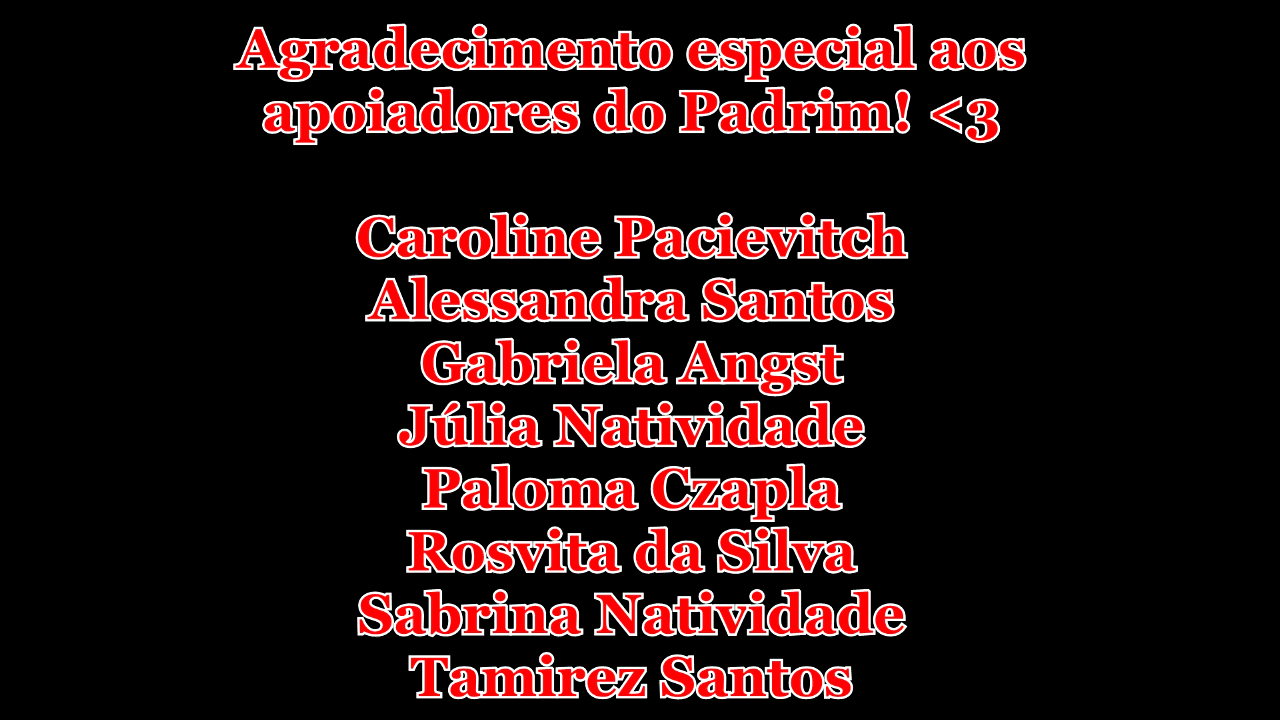 Agradecimento especial aos
apoiadores do Padrim! <3
Caroline Pacievitch
Alessandra Santos
Gabriela Angst
Júlia Natividade
Paloma Czapla
Rosvita da Silva
Sabrina Natividade
Tamirez Santos